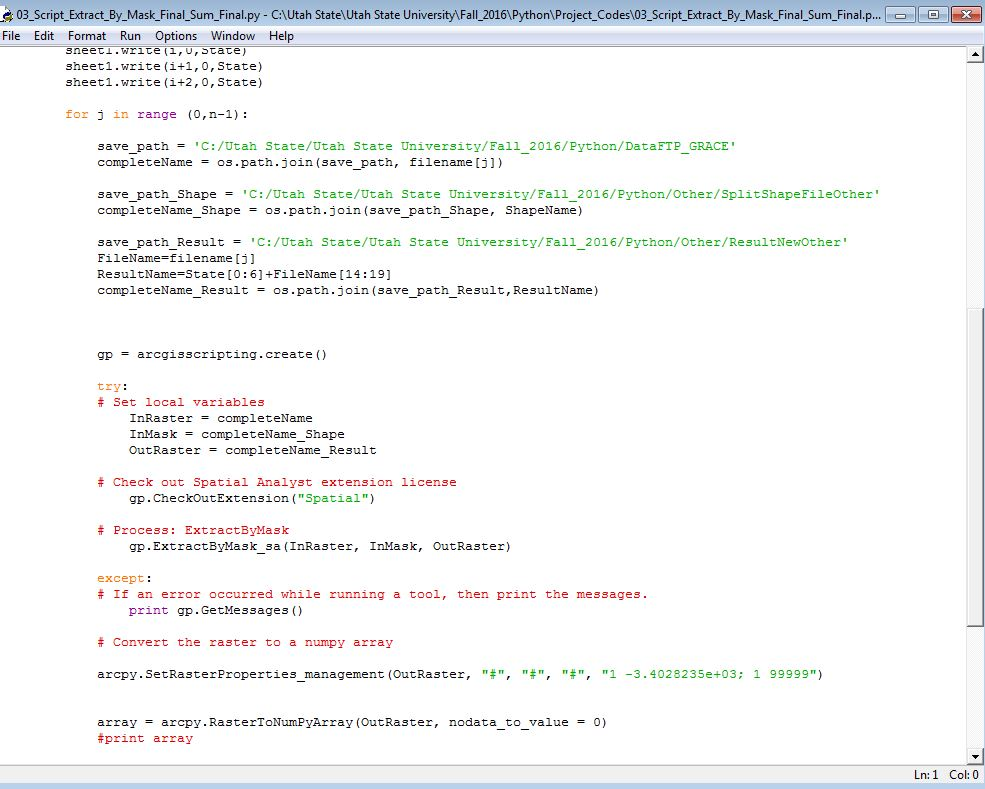 03_Script_Extract_By_Mask_Final_Sum_Final.py - C:\Utah State\Utah State University\Fall_2016\Python\Project_Codes\03_Script_Extract_By_Mask_Final_Sum_Final.p...
File Edit Format Run Options Window Help
sheet1.write(i,0,State)
sheet1.write(i+1,0,State)
sheet1.write(i+2,0,State)
for j in range (0,n-1):
save_path = 'C:/Utah State/Utah State University/Fall_2016/Python/DataFTP_GRACE'
completeName = os.path.join(save_path, filename[j])
save_path_Shape = 'C:/Utah State/Utah State University/Fall_2016/Python/Other/SplitShapeFileOther'
completeName_Shape = os.path.join(save_path_Shape, ShapeName)
save_path_Result = 'C:/Utah State/Utah State University/Fall_2016/Python/Other/ResultNewOther'
FileName=filename[j]
ResultName=State[0:6]+FileName[14:19]
completeName_Result = os.path.join(save_path_Result,ResultName)
gp = arcgisscripting.create()
try:
# Set local variables
InRaster = completeName
InMask = completeName_Shape
OutRaster = completeName_Result
# Check out Spatial Analyst extension license
gp.CheckOutExtension("Spatial")
# Process: ExtractByMask
gp.ExtractByMask_sa(InRaster, InMask, OutRaster)
except:
# If an error occurred while running a tool, then print the messages.
print gp.GetMessages()
# Convert the raster to a numpy array
arcpy.SetRasterProperties_management(OutRaster, "#", "#", "#", "1 -3.4028235e+03; 1 99999")
array = arcpy.RasterToNumPyArray(OutRaster, nodata_to_value = 0)
#print array
Ln: 1 Col: 0